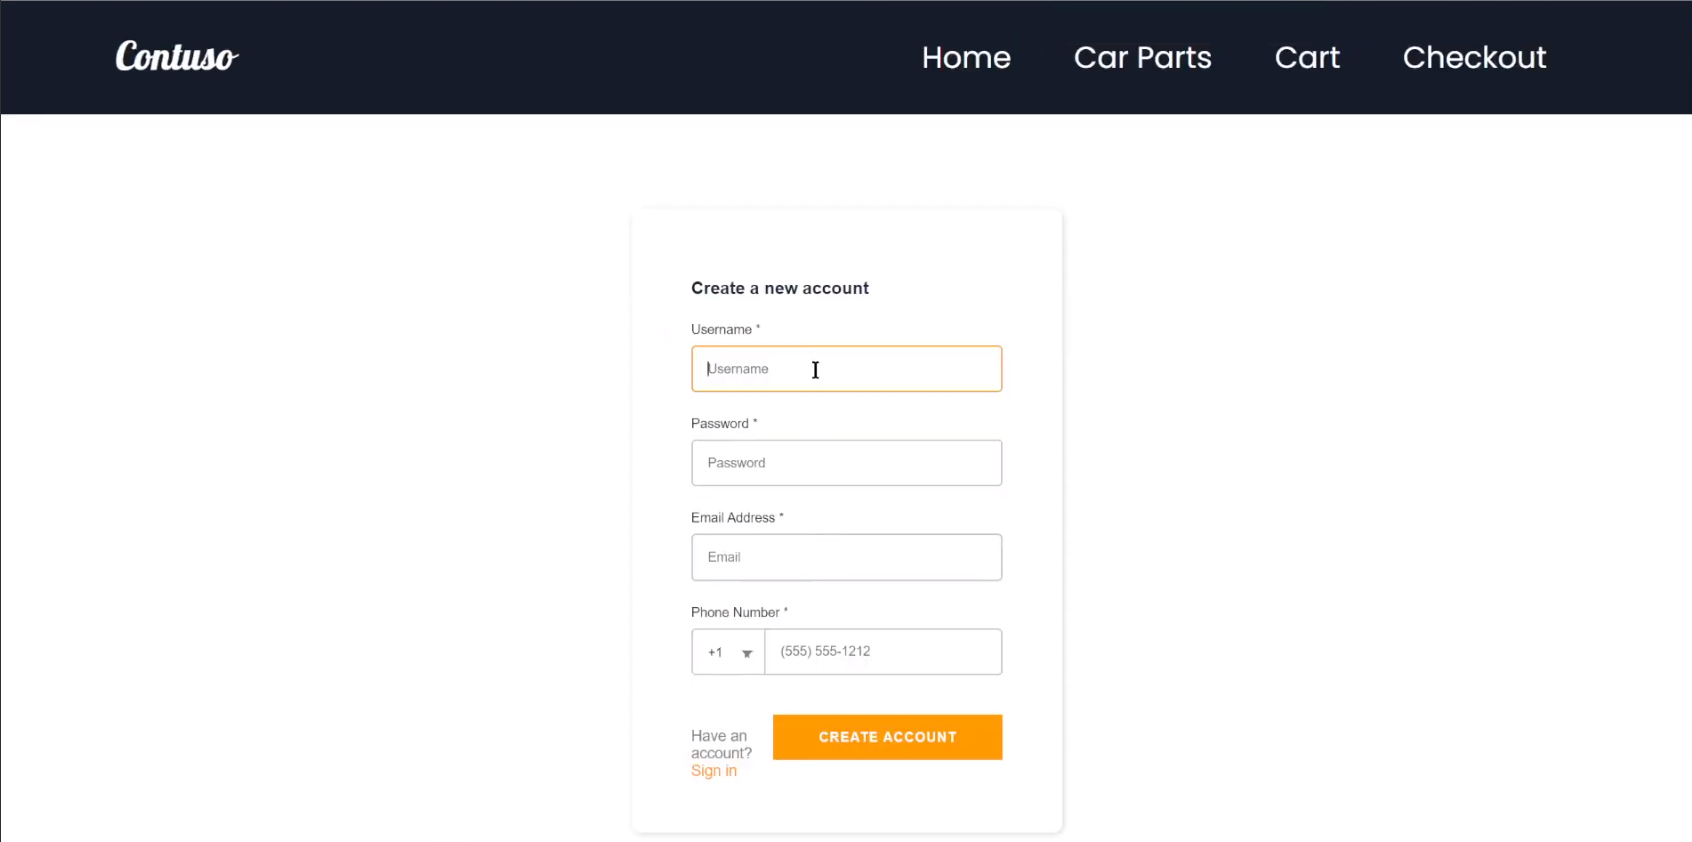 Contuso
Home Car Parts Cart Checkout
Create a new account
Username *
Username
Password *
Password
Email Address *
Email
Phone Number *
+1 (555) 555-1212
Have an
account?
Sign in
CREATE ACCOUNT